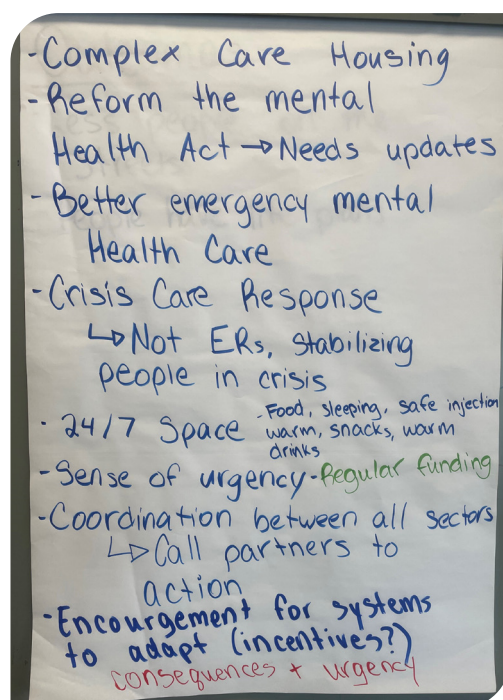 - Complex Care Housing
- Reform the mental
Health Act → Needs updates
- Better emergency mental
Health Care
- Crisis Care Response
↳ Not ERs, Stabilizing
people in crisis
- 24/7 Space - Food, sleeping, safe injection
warm, snacks, warm
drinks
- Sense of urgency - Regular funding
- Coordination between all sectors
↳ Call partners to
action
- Encourgement for systems
to adapt (incentives?)
consequences + urgency